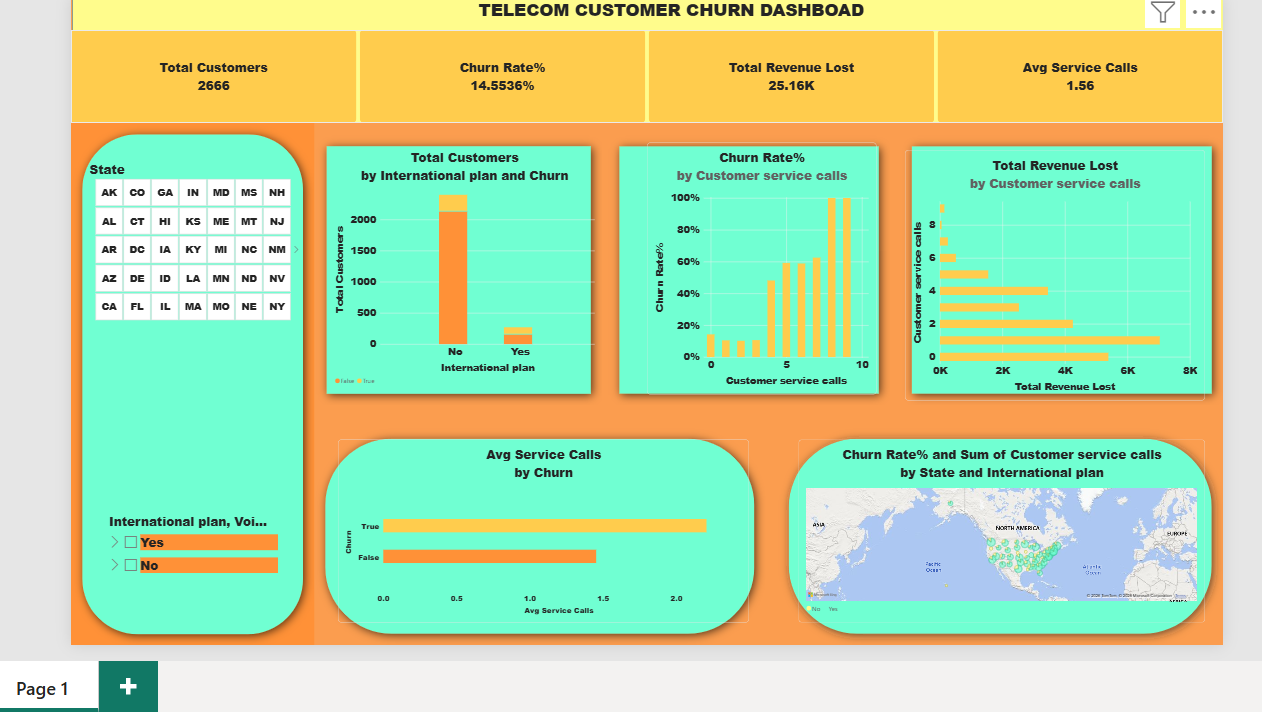 TELECOM CUSTOMER CHURN DASHBOAD
Total Customers
2666
Churn Rate%
14.5536%
Total Revenue Lost
25.16K
Avg Service Calls
1.56
State
AK CO GA IN MD MS NH
AL CT HI KS ME MT NJ
AR DC IA KY MI NC NM
AZ DE ID LA MN ND NV
CA FL IL MA MO NE NY
International plan, Voi...
Yes
No
Total Customers
by International plan and Churn
Total Customers
2000
1500
1000
500
0
No Yes
International plan
False True
Churn Rate%
by Customer service calls
Churn Rate%
100%
80%
60%
40%
20%
0%
0 5 10
Customer service calls
Total Revenue Lost
by Customer service calls
Customer service calls
8
6
4
2
0
0K 2K 4K 6K 8K
Total Revenue Lost
Avg Service Calls
by Churn
Churn
True
False
0.0 0.5 1.0 1.5 2.0
Avg Service Calls
Churn Rate% and Sum of Customer service calls
by State and International plan
ASIA
NORTH AMERICA
EUROPE
Pacific
Ocean
Atlantic
Ocean
AFRICA
No Yes
Page 1